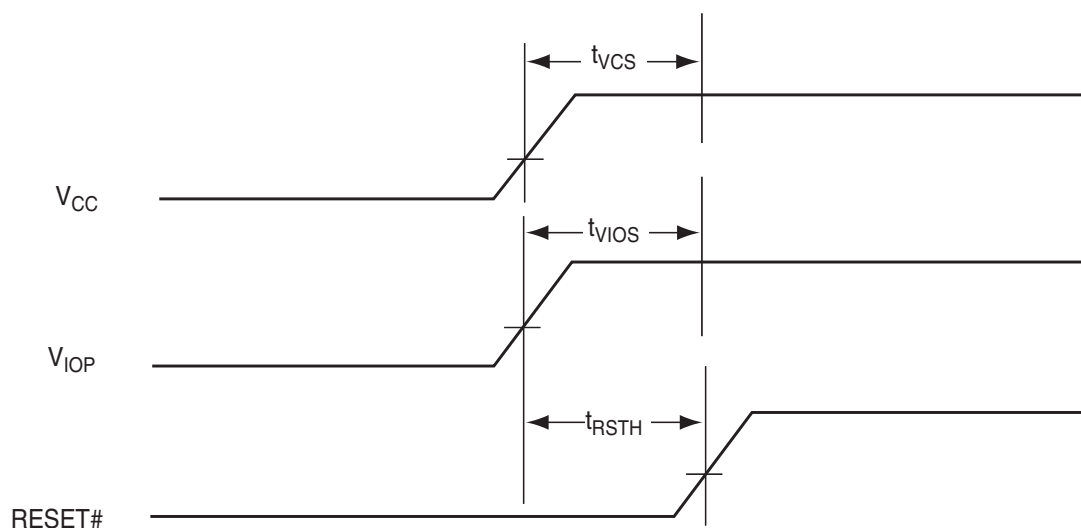 tVCS
VCC
tVIOS
VIOP
tRSTH
RESET#